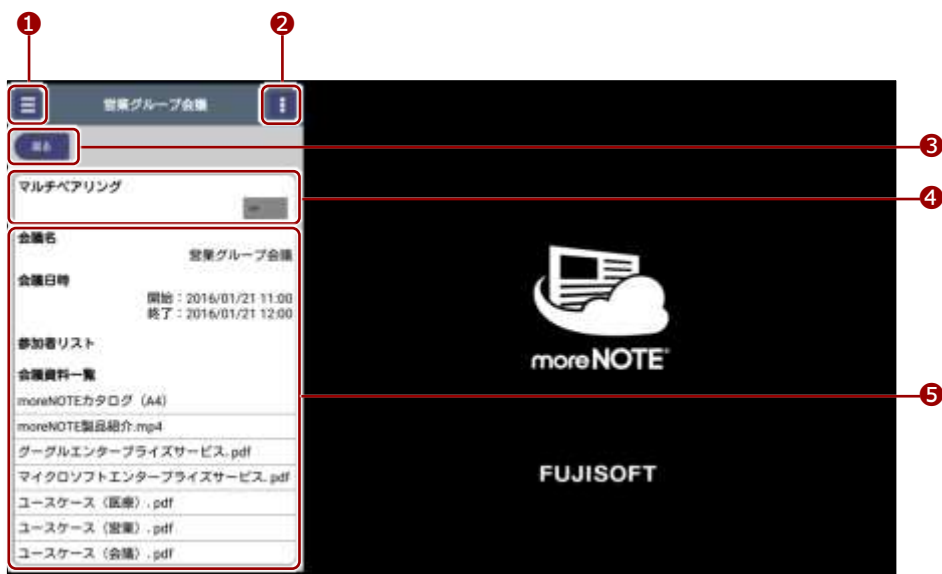 ❶
❷
営業グループ会議
戻る
❸
マルチペアリング
❹
会議名
営業グループ会議
会議日時
開始：2016/01/21 11:00
終了：2016/01/21 12:00
参加者リスト
会議資料一覧
moreNOTEカタログ（A4）
moreNOTE製品紹介.mp4
グーグルエンタープライズサービス.pdf
マイクロソフトエンタープライズサービス.pdf
ユースケース（医療）.pdf
ユースケース（営業）.pdf
ユースケース（会議）.pdf
❺
moreNOTE
FUJISOFT